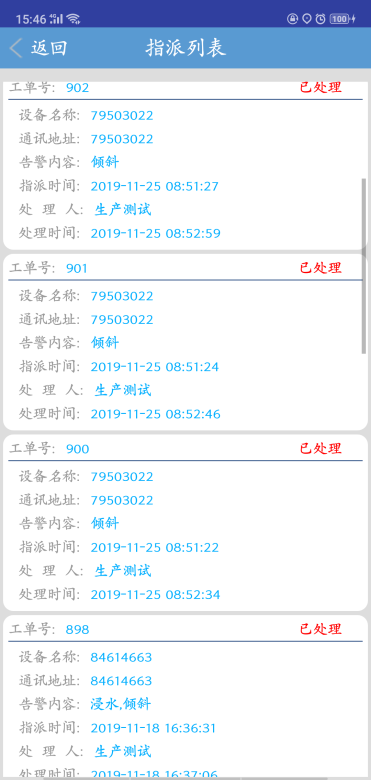 15:46 100
返回 指派列表
工单号: 902 已处理
设备名称: 79503022
通讯地址: 79503022
告警内容: 倾斜
指派时间: 2019-11-25 08:51:27
处 理 人: 生产测试
处理时间: 2019-11-25 08:52:59
工单号: 901 已处理
设备名称: 79503022
通讯地址: 79503022
告警内容: 倾斜
指派时间: 2019-11-25 08:51:24
处 理 人: 生产测试
处理时间: 2019-11-25 08:52:46
工单号: 900 已处理
设备名称: 79503022
通讯地址: 79503022
告警内容: 倾斜
指派时间: 2019-11-25 08:51:22
处 理 人: 生产测试
处理时间: 2019-11-25 08:52:34
工单号: 898 已处理
设备名称: 84614663
通讯地址: 84614663
告警内容: 浸水,倾斜
指派时间: 2019-11-18 16:36:31
处 理 人: 生产测试
处理时间: 2019-11-18 16:37:06